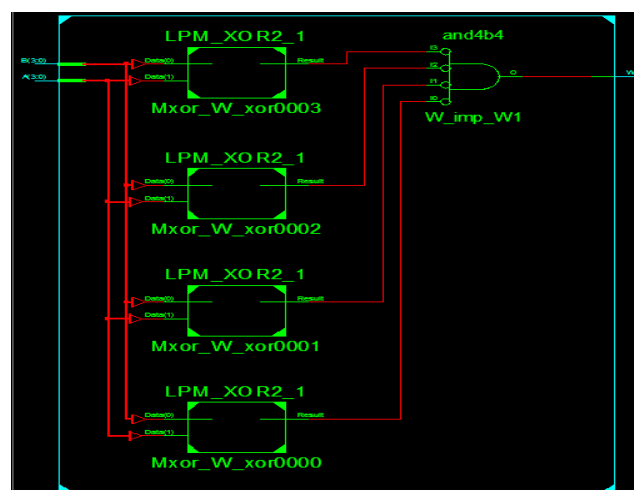 LPM_XOR2_1
and4b4
B(3:0)
Data(0)
Result
I3
A(3:0)
Data(1)
I2
O
W
I1
Mxor_W_xor0003
I0
W_imp_W1
LPM_XOR2_1
Data(0)
Result
Data(1)
Mxor_W_xor0002
LPM_XOR2_1
Data(0)
Result
Data(1)
Mxor_W_xor0001
LPM_XOR2_1
Data(0)
Result
Data(1)
Mxor_W_xor0000